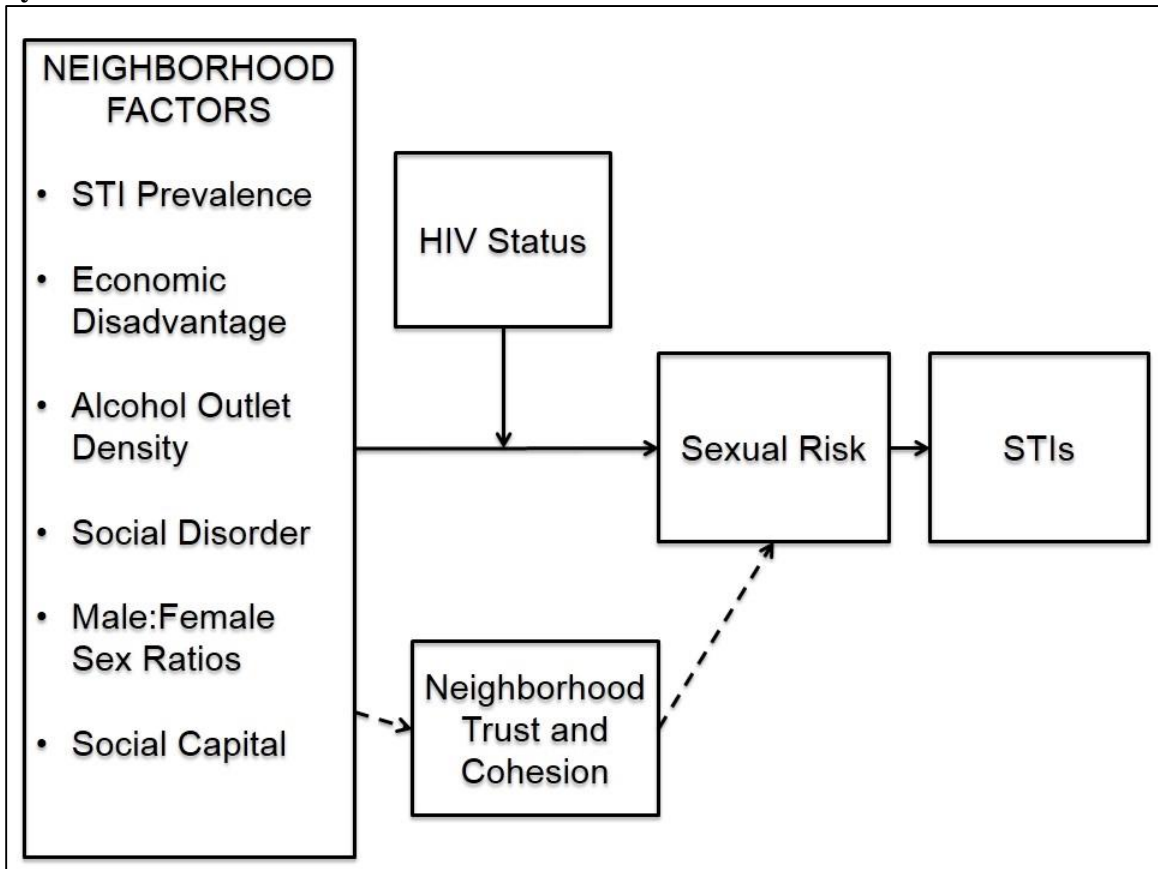 NEIGHBORHOOD
FACTORS
• STI Prevalence
• Economic
Disadvantage
• Alcohol Outlet
Density
• Social Disorder
• Male:Female
Sex Ratios
• Social Capital
HIV Status
Sexual Risk
STIs
Neighborhood
Trust and
Cohesion